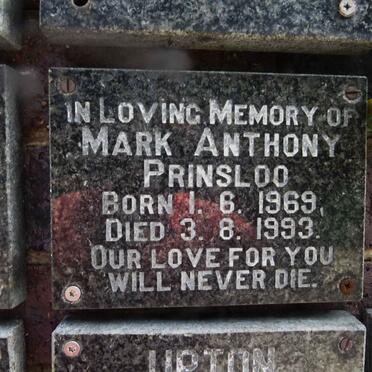 IN LOVING MEMORY OF
MARK ANTHONY
PRINSLOO
BORN 1. 6. 1969.
DIED 3. 8. 1993.
OUR LOVE FOR YOU
WILL NEVER DIE.
UPTON